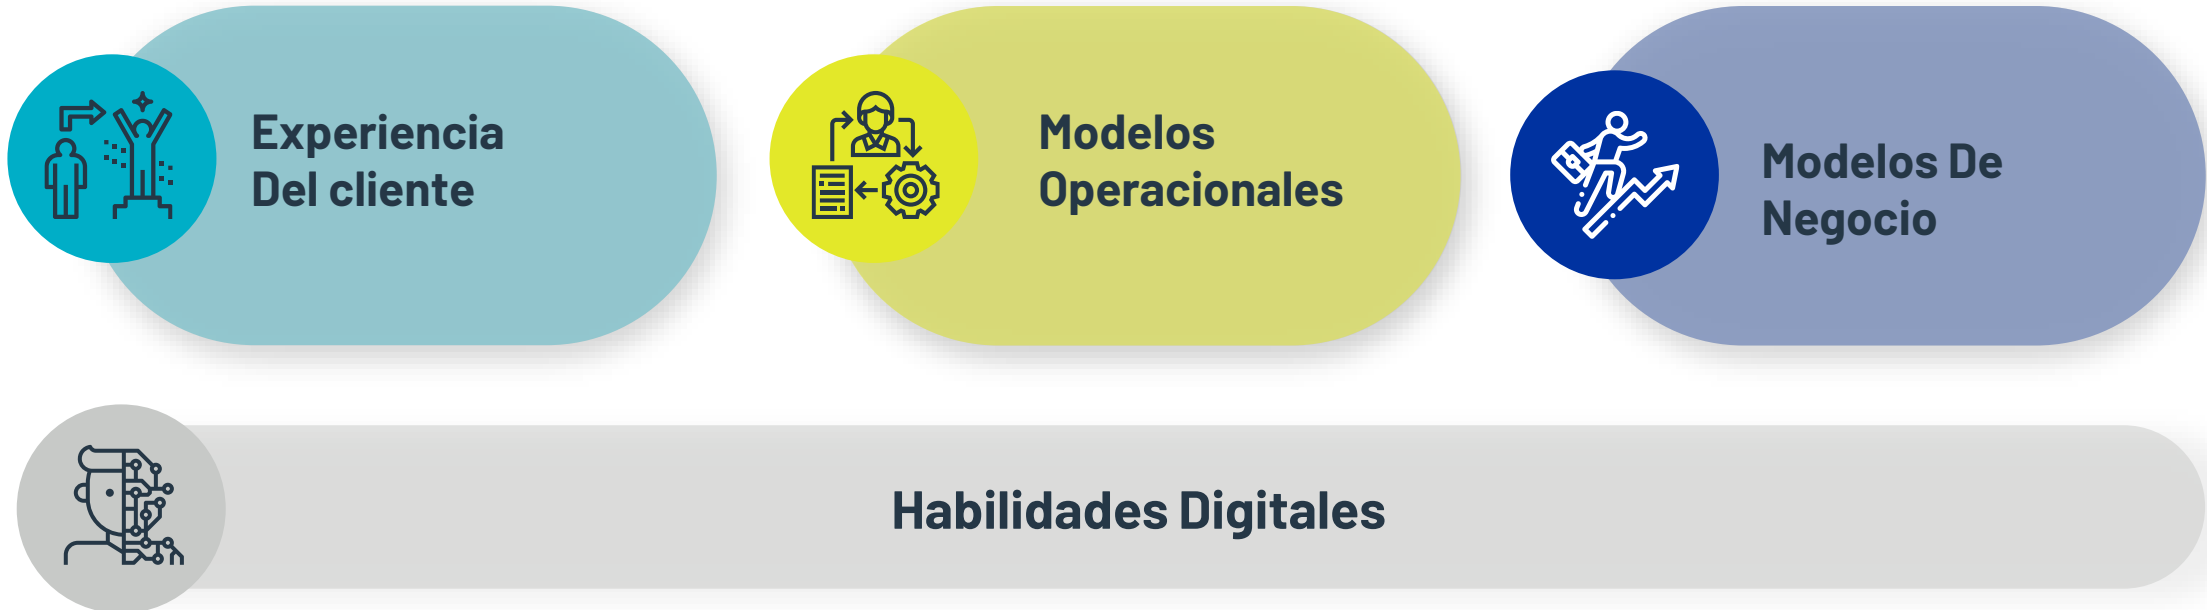 Experiencia
Del cliente
Modelos
Operacionales
Modelos De
Negocio
Habilidades Digitales